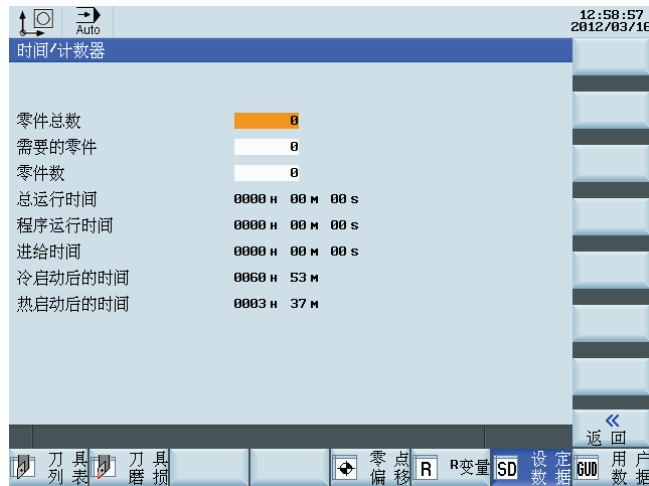 Auto
12:58:57
2012/03/16
时间/计数器
零件总数 0
需要的零件 0
零件数 0
总运行时间 0000 H 00 M 00 S
程序运行时间 0000 H 00 M 00 S
进给时间 0000 H 00 M 00 S
冷启动后的时间 0060 H 53 M
热启动后的时间 0003 H 37 M
«
返回
刀具列表 刀具磨损 零点偏移 R R变量 SD 设定数据 GUD 用户数据